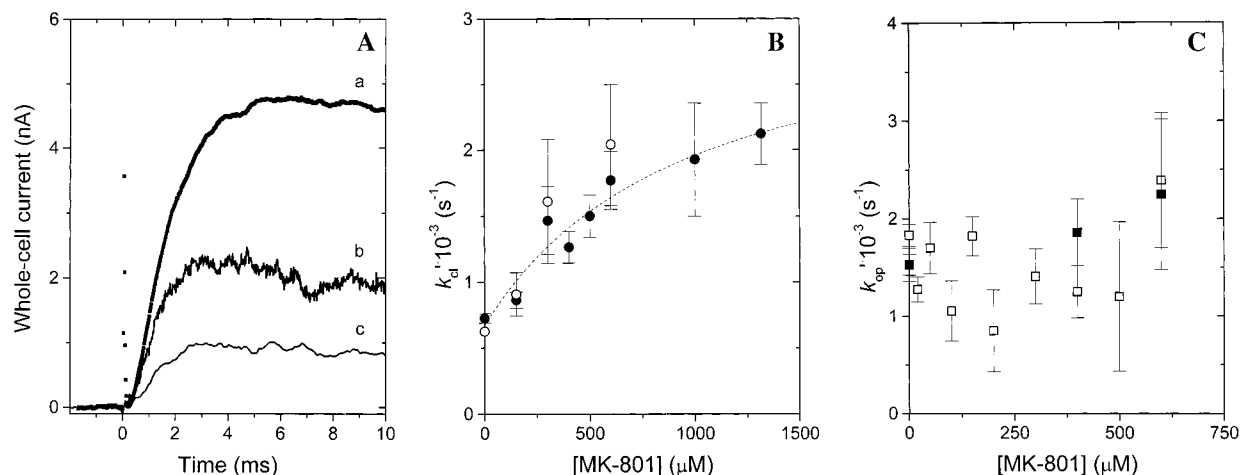 A
a
b
c
Whole-cell current (nA)
6
4
2
0
0 2 4 6 8 10
Time (ms)
B
k_cl·10⁻³ (s⁻¹)
3
2
1
0
0 500 1000 1500
[MK-801] (μM)
C
k_op·10⁻³ (s⁻¹)
4
3
2
1
0
0 250 500 750
[MK-801] (μM)